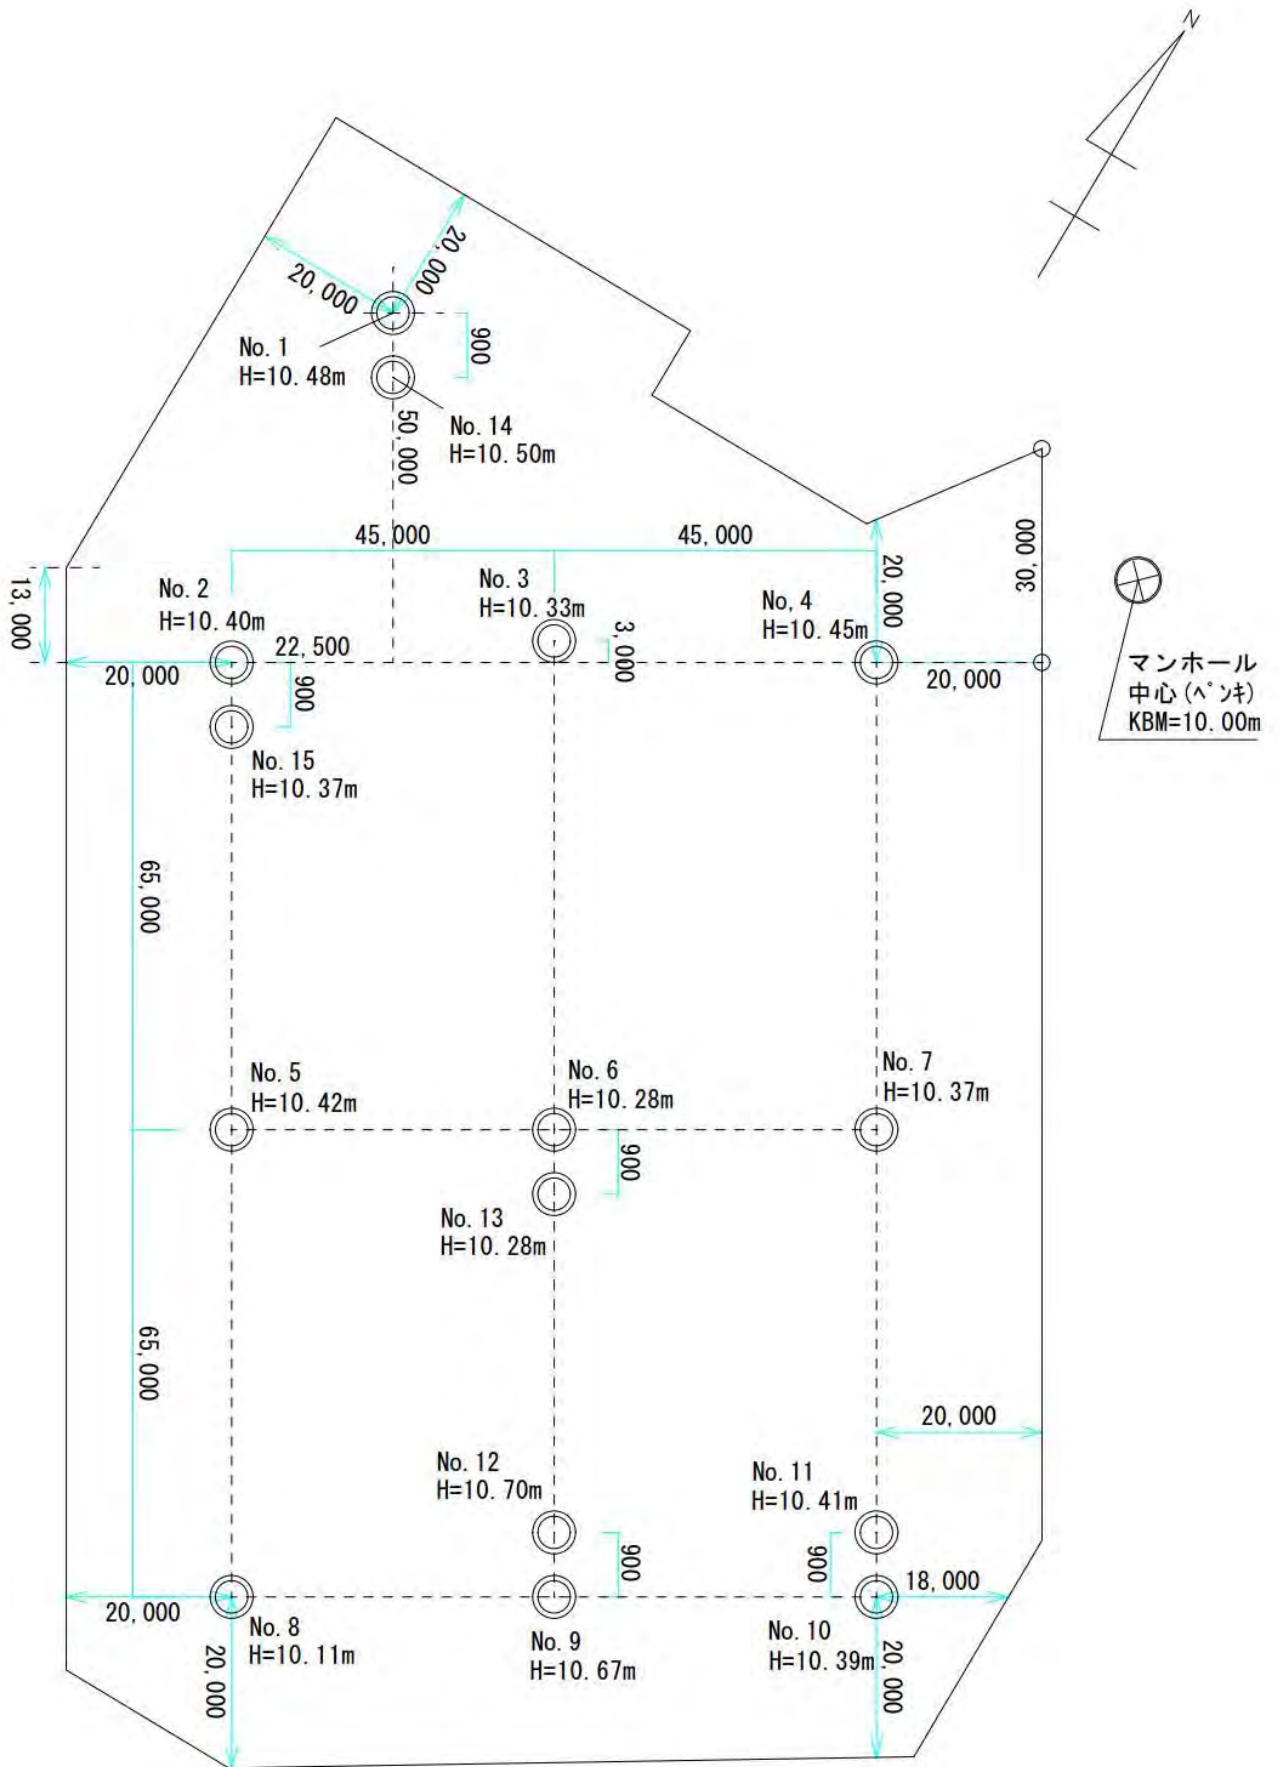 N
20,000
20,000
No. 1
H=10.48m
900
No. 14
H=10.50m
50,000
45,000
45,000
30,000
13,000
No. 2
H=10.40m
No. 3
H=10.33m
No, 4
H=10.45m
20,000
22,500
3,000
20,000
900
20,000
マンホール
中心(ペンキ)
KBM=10.00m
No. 15
H=10.37m
65,000
No. 5
H=10.42m
No. 6
H=10.28m
No. 7
H=10.37m
900
No. 13
H=10.28m
65,000
20,000
No. 12
H=10.70m
No. 11
H=10.41m
900
900
18,000
20,000
No. 8
H=10.11m
No. 9
H=10.67m
No. 10
H=10.39m
20,000
20,000